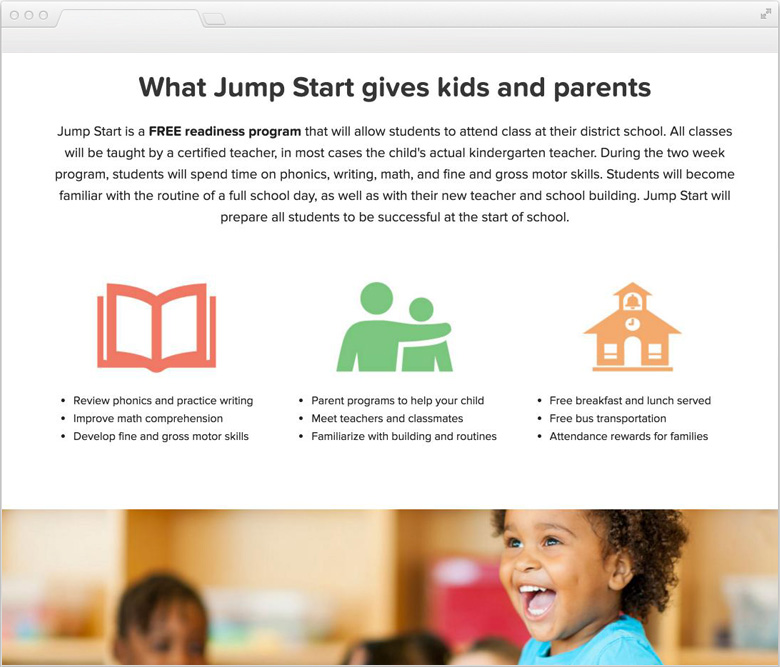 What Jump Start gives kids and parents
Jump Start is a FREE readiness program that will allow students to attend class at their district school. All classes
will be taught by a certified teacher, in most cases the child's actual kindergarten teacher. During the two week
program, students will spend time on phonics, writing, math, and fine and gross motor skills. Students will become
familiar with the routine of a full school day, as well as with their new teacher and school building. Jump Start will
prepare all students to be successful at the start of school.
• Review phonics and practice writing
• Improve math comprehension
• Develop fine and gross motor skills
• Parent programs to help your child
• Meet teachers and classmates
• Familiarize with building and routines
• Free breakfast and lunch served
• Free bus transportation
• Attendance rewards for families